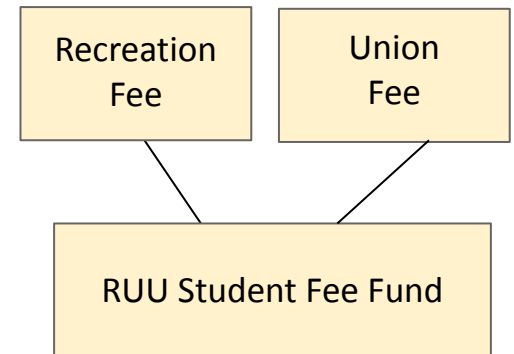 Recreation
Fee
Union
Fee
RUU Student Fee Fund